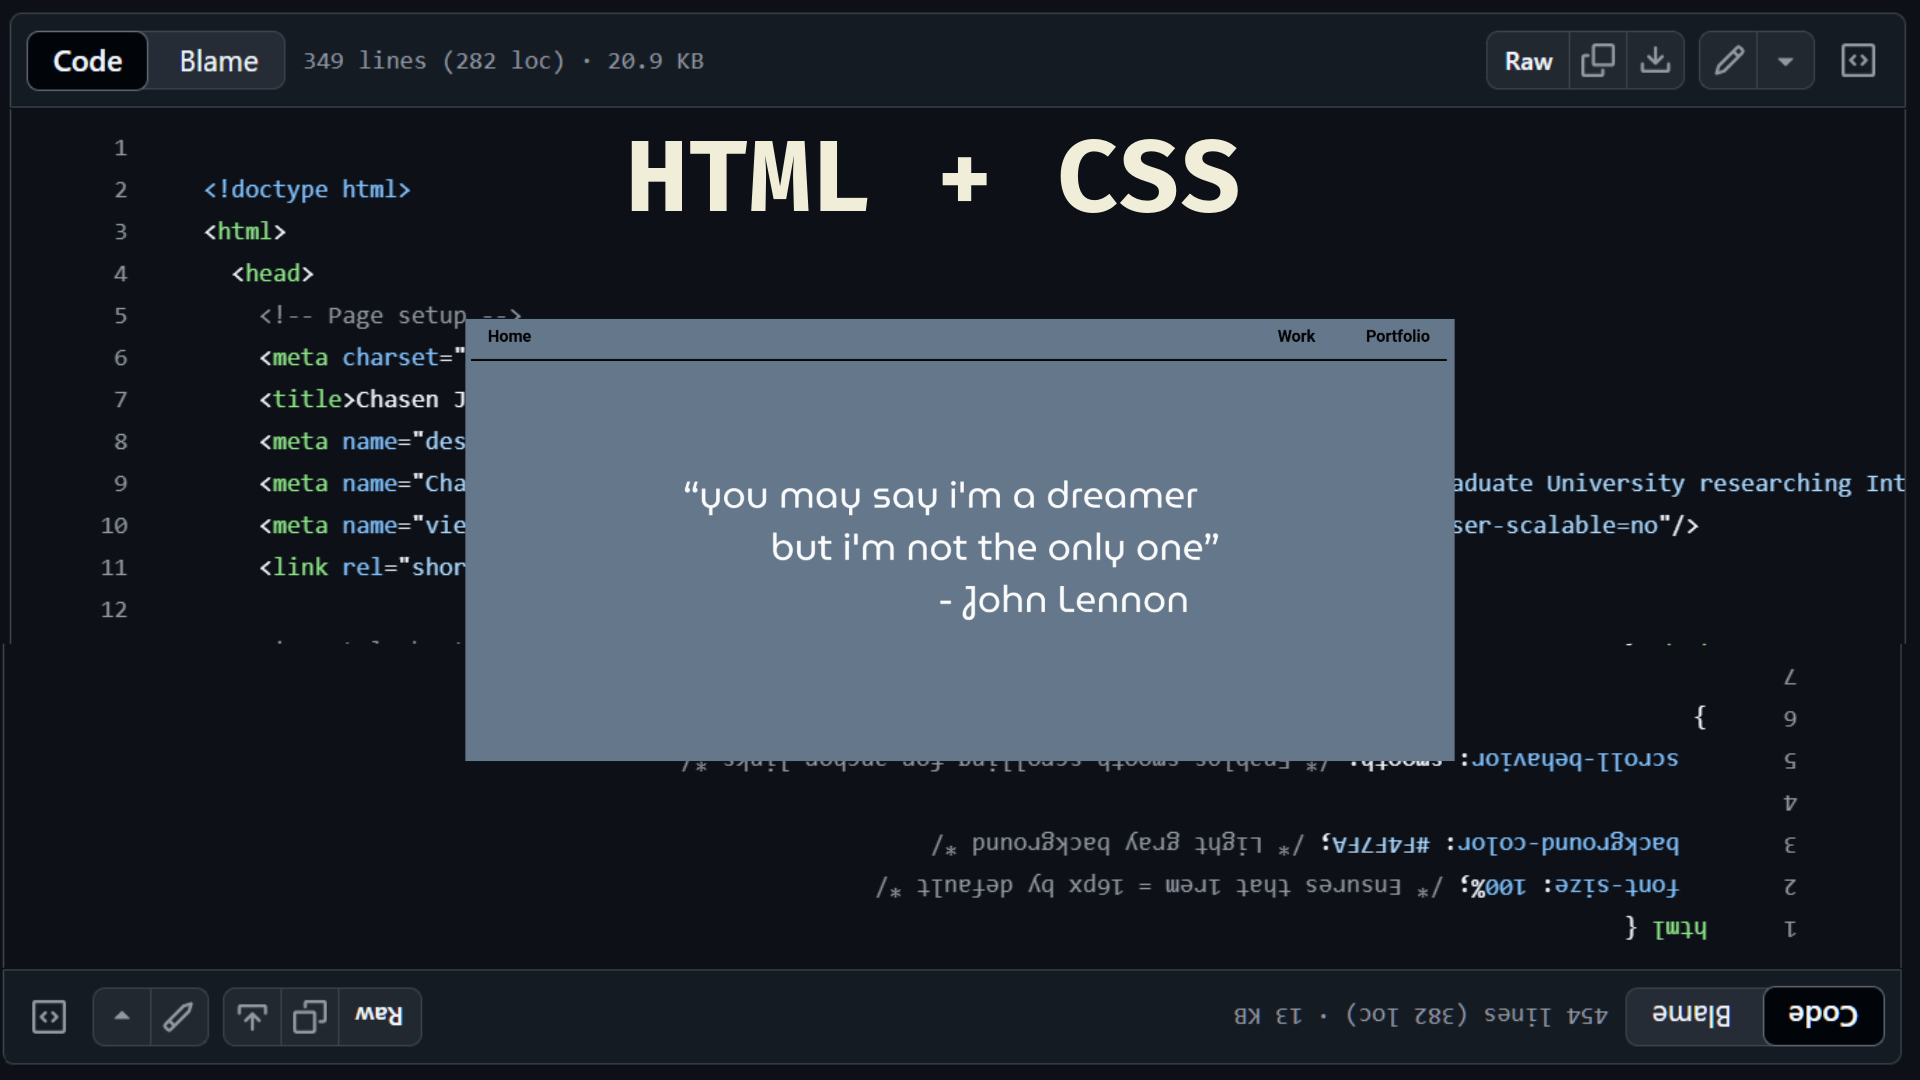 Code Blame 349 lines (282 loc) · 20.9 KB Raw
HTML + CSS
1
2 <!doctype html>
3 <html>
4 <head>
5 <!-- Page setup -->
6 <meta charset="
7 <title>Chasen J
8 <meta name="des
9 <meta name="Cha aduate University researching Int
10 <meta name="vie ser-scalable=no"/>
11 <link rel="shor
12
Home Work Portfolio
“you may say i'm a dreamer
but i'm not the only one”
- John Lennon
7
6 }
5 scroll-behavior: smooth; /* Enables smooth scrolling for anchor links */
4
3 background-color: #F4F7FA; /* Light gray background */
2 font-size: 100%; /* Ensures that 1rem = 16px by default */
1 html {
Code Blame 454 lines (382 loc) · 13 KB Raw